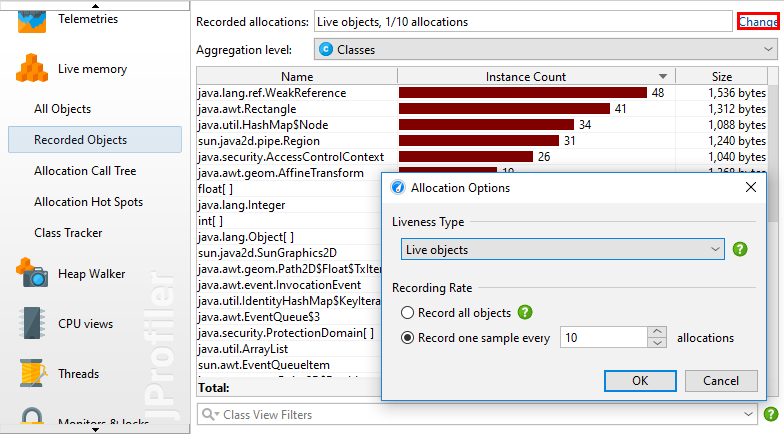 Telemetries
Live memory
All Objects
Recorded Objects
Allocation Call Tree
Allocation Hot Spots
Class Tracker
Heap Walker
CPU views
Threads
Monitors & locks
JProfiler
Recorded allocations: Live objects, 1/10 allocations Change
Aggregation level: c Classes
Name Instance Count Size
java.lang.ref.WeakReference 48 1,536 bytes
java.awt.Rectangle 41 1,312 bytes
java.util.HashMap$Node 34 1,088 bytes
sun.java2d.pipe.Region 31 1,240 bytes
java.security.AccessControlContext 26 1,040 bytes
java.awt.geom.AffineTransform
float[ ]
java.lang.Integer
int[ ]
java.lang.Object[ ]
sun.java2d.SunGraphics2D
java.awt.geom.Path2D$Float$TxIter
java.awt.event.InvocationEvent
java.util.IdentityHashMap$KeyItera
java.awt.EventQueue$3
java.security.ProtectionDomain[ ]
java.util.ArrayList
sun.awt.EventQueueItem
Total:
Class View Filters
Allocation Options
Liveness Type
Live objects
Recording Rate
Record all objects
Record one sample every 10 allocations
OK Cancel